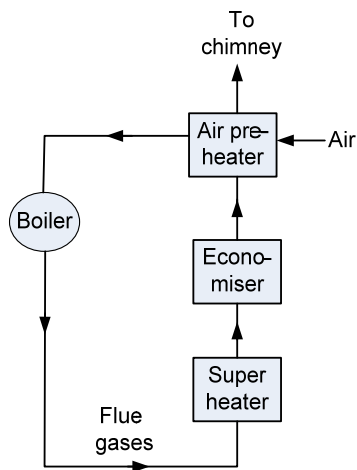 To
chimney
Air pre-
heater
Air
Boiler
Econo-
miser
Super
heater
Flue
gases